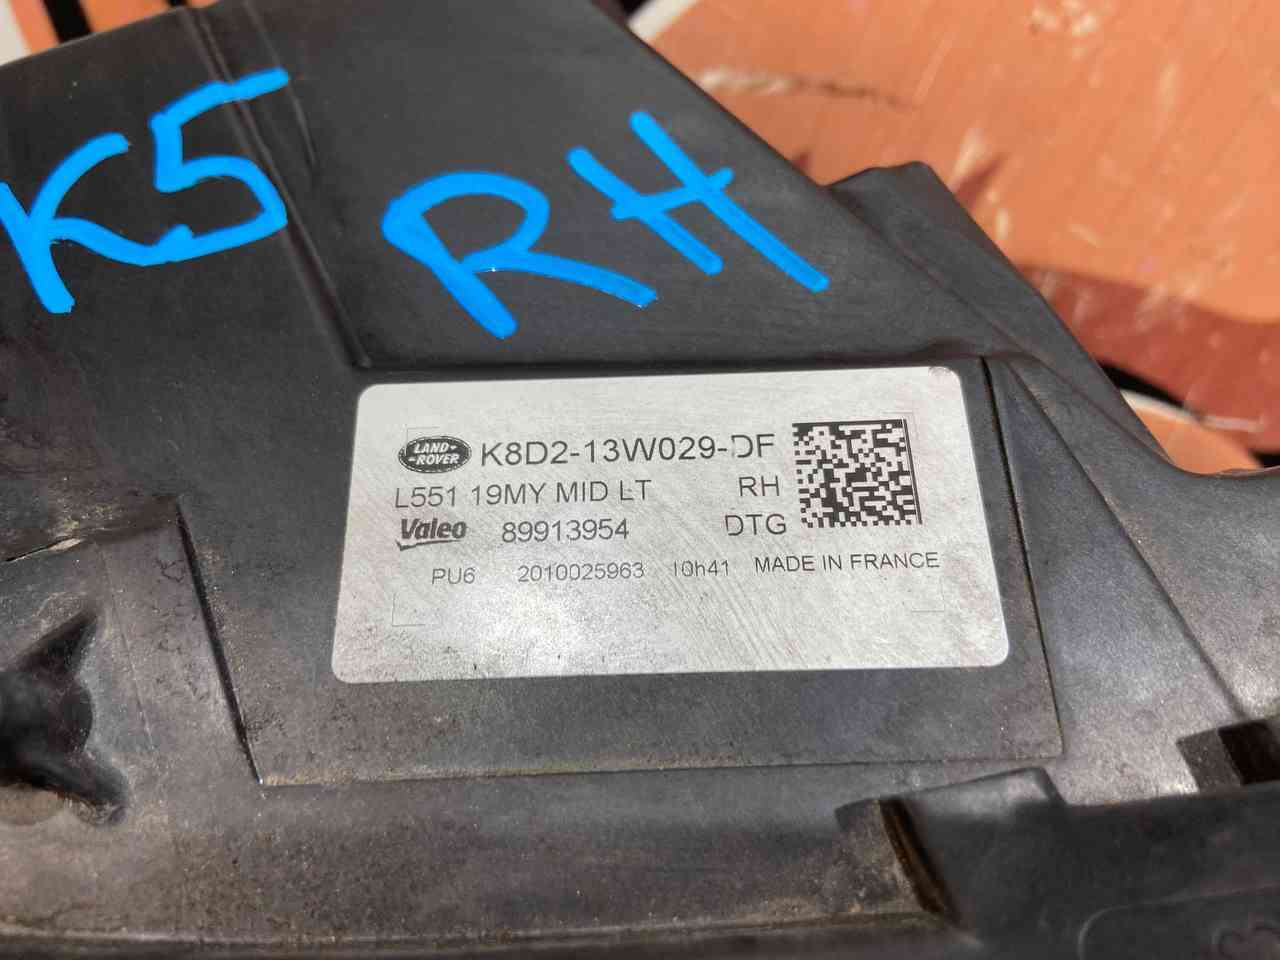 K5 RH
LAND-
-ROVER
K8D2-13W029-DF
L551 19MY MID LT RH
Valeo 89913954 DTG
PU6 2010025963 10h41 MADE IN FRANCE